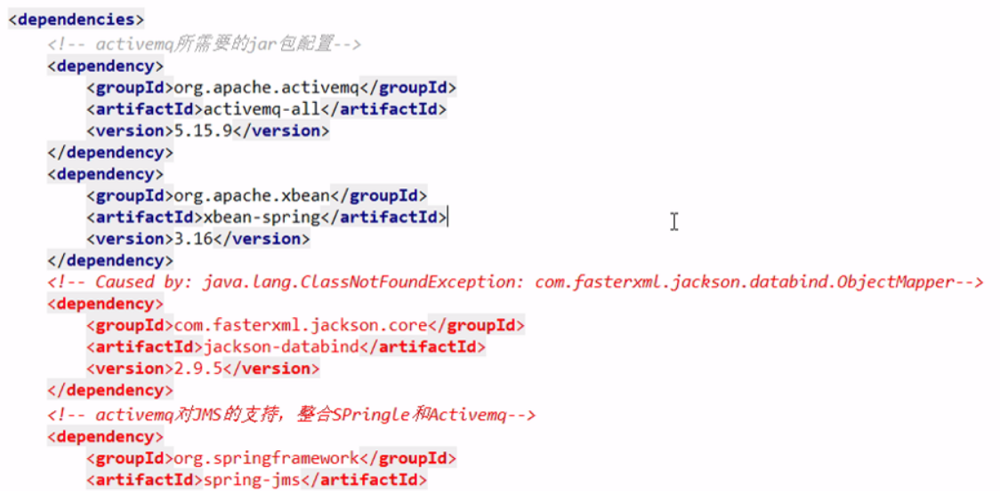 <dependencies>
<!-- activemq所需要的jar包配置-->
<dependency>
<groupId>org.apache.activemq</groupId>
<artifactId>activemq-all</artifactId>
<version>5.15.9</version>
</dependency>
<dependency>
<groupId>org.apache.xbean</groupId>
<artifactId>xbean-spring</artifactId>
<version>3.16</version>
</dependency>
<!-- Caused by: java.lang.ClassNotFoundException: com.fasterxml.jackson.databind.ObjectMapper-->
<dependency>
<groupId>com.fasterxml.jackson.core</groupId>
<artifactId>jackson-databind</artifactId>
<version>2.9.5</version>
</dependency>
<!-- activemq对JMS的支持，整合SPringle和Activemq-->
<dependency>
<groupId>org.springframework</groupId>
<artifactId>spring-jms</artifactId>